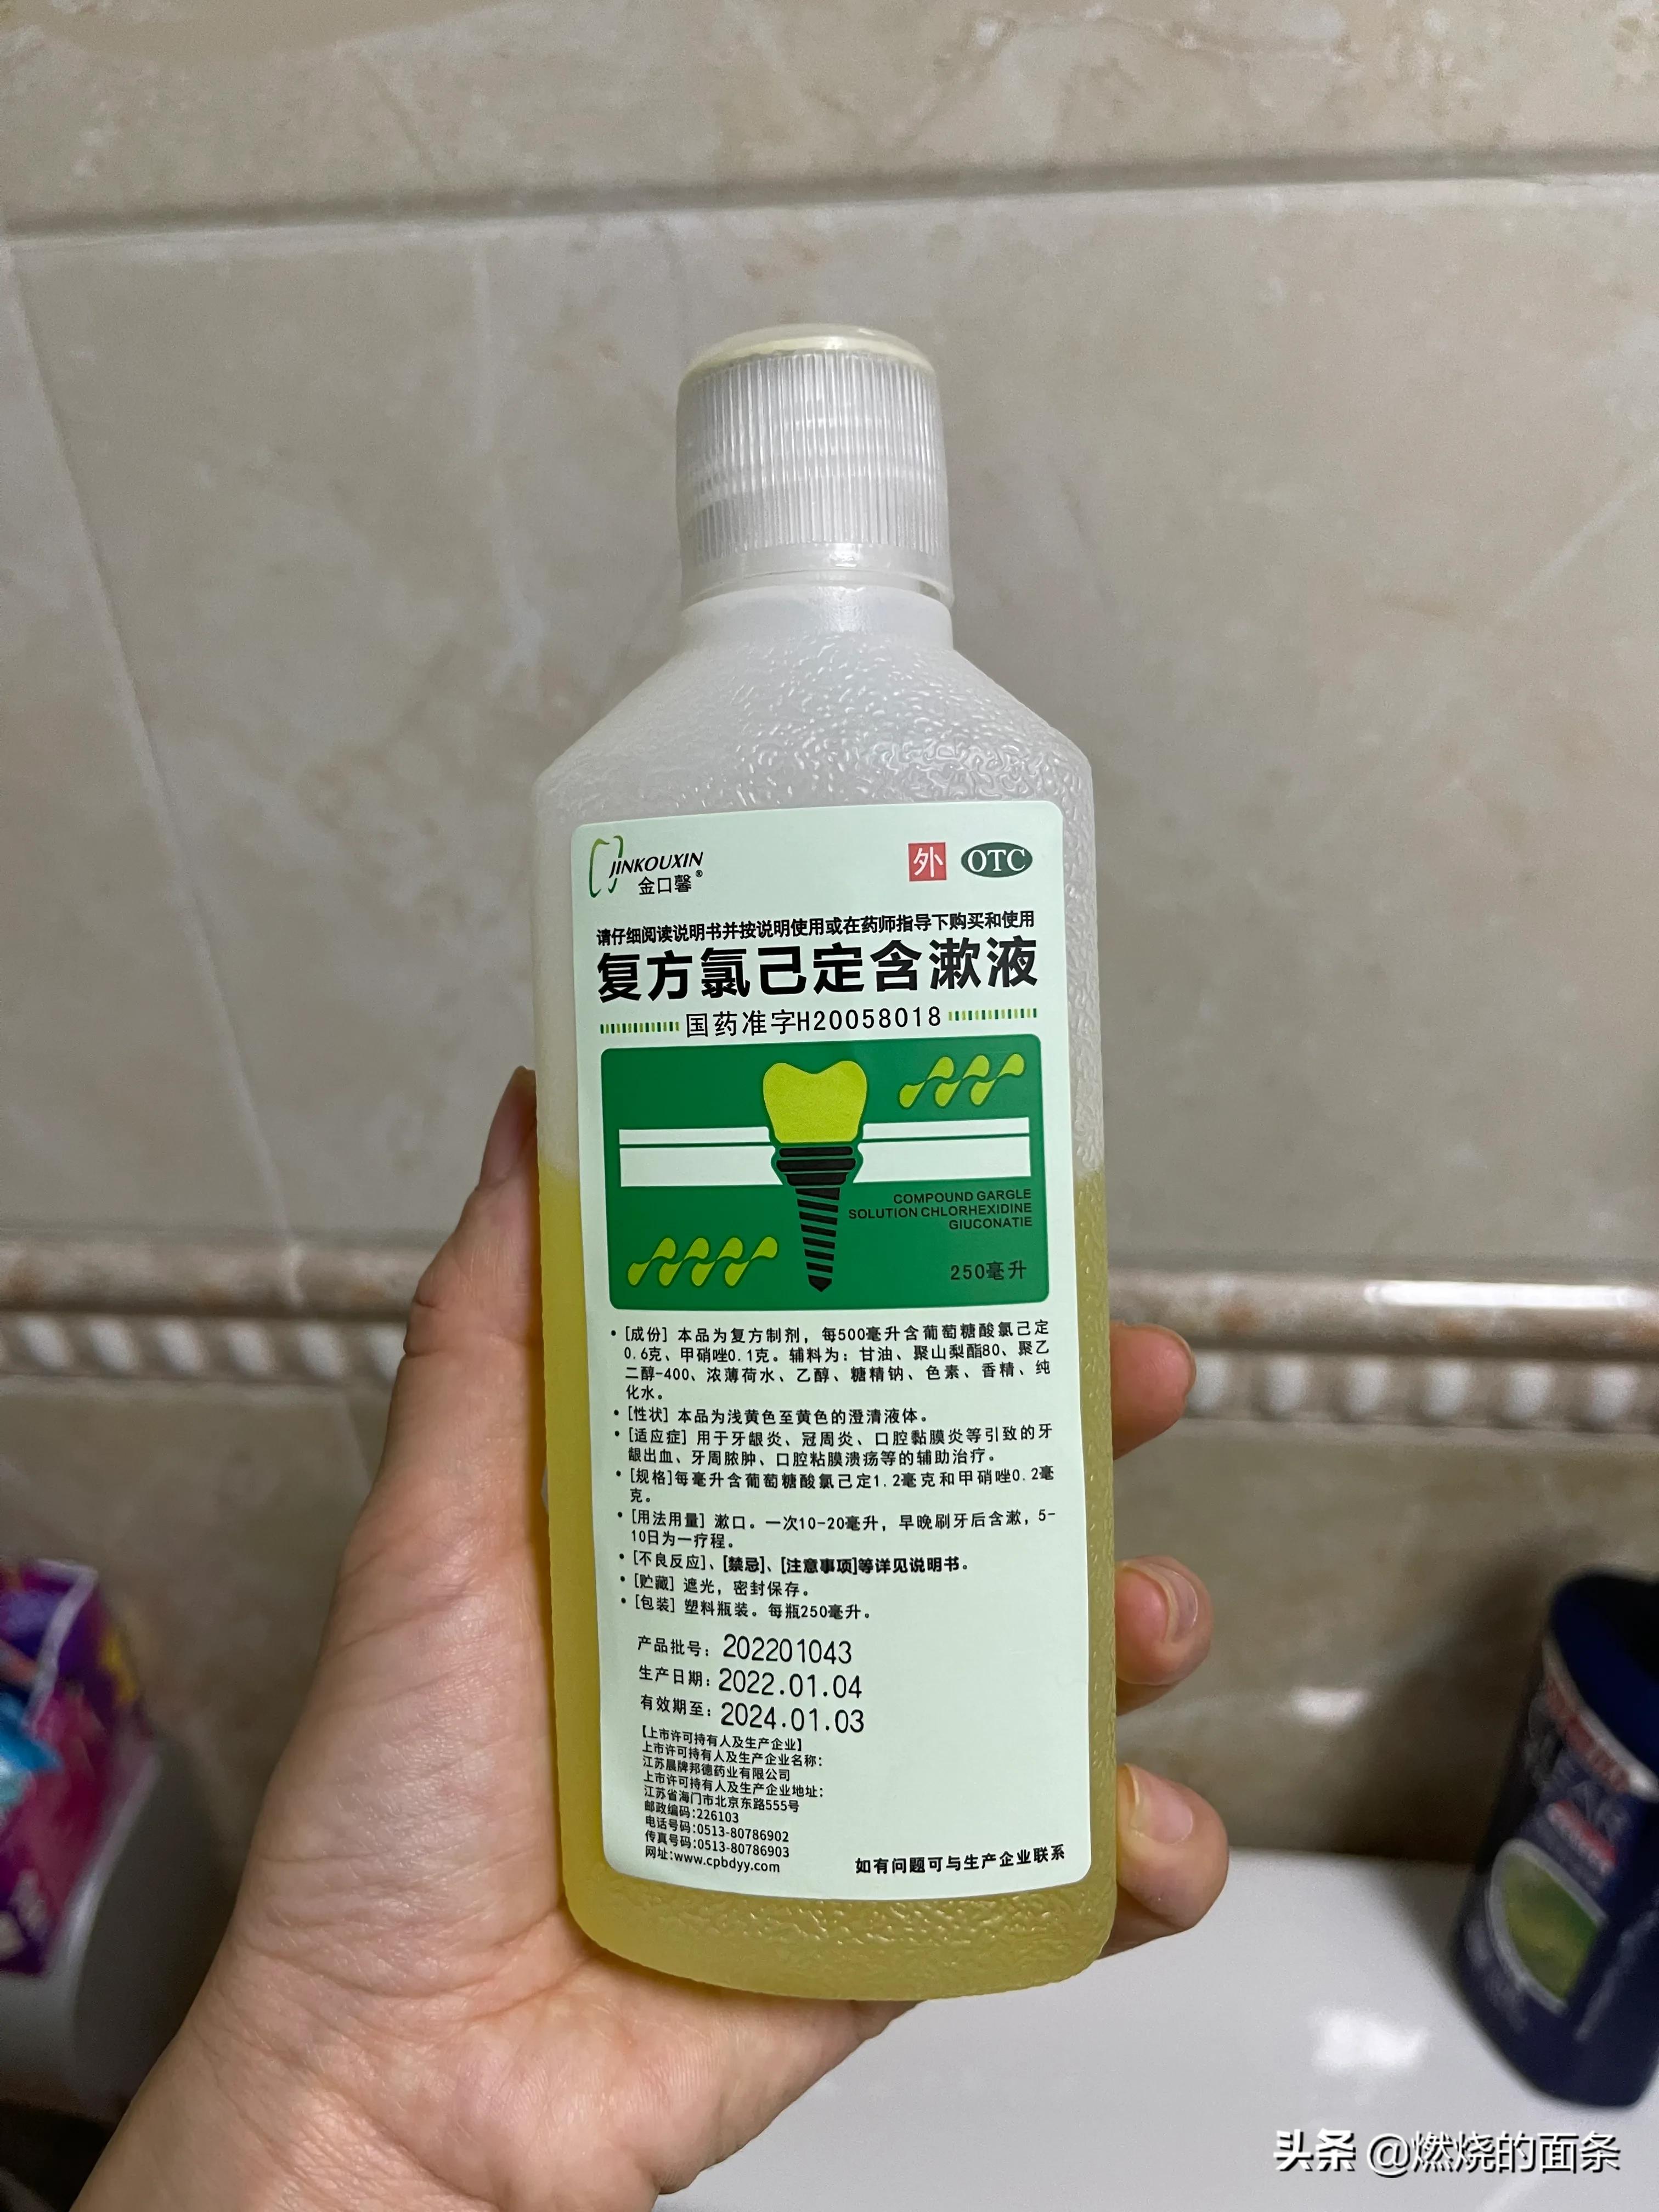 JINKOUXIN
金口馨®
外 OTC
请仔细阅读说明书并按说明使用或在药师指导下购买和使用
复方氯己定含漱液
国药准字H20058018
COMPOUND GARGLE
SOLUTION CHLORHEXIDINE
GIUCONATIE
250毫升
• [成份] 本品为复方制剂，每500毫升含葡萄糖酸氯己定
0.6克、甲硝唑0.1克。辅料为：甘油、聚山梨酯80、聚乙
二醇-400、浓薄荷水、乙醇、糖精钠、色素、香精、纯
化水。
• [性状] 本品为浅黄色至黄色的澄清液体。
• [适应症] 用于牙龈炎、冠周炎、口腔黏膜炎等引致的牙
龈出血、牙周脓肿、口腔粘膜溃疡等的辅助治疗。
• [规格]每毫升含葡萄糖酸氯己定1.2毫克和甲硝唑0.2毫
克。
• [用法用量] 漱口。一次10-20毫升，早晚刷牙后含漱，5-
10日为一疗程。
• [不良反应]、[禁忌]、[注意事项]等详见说明书。
• [贮藏] 遮光，密封保存。
• [包装] 塑料瓶装。每瓶250毫升。
产品批号：202201043
生产日期：2022.01.04
有效期至：2024.01.03
【上市许可持有人及生产企业】
上市许可持有人及生产企业名称：
江苏晨牌邦德药业有限公司
上市许可持有人及生产企业地址：
江苏省海门市北京东路555号
邮政编码：226103
电话号码：0513-80786902
传真号码：0513-80786903
网址：www.cpbdyy.com
如有问题可与生产企业联系
头条 @燃烧的面条